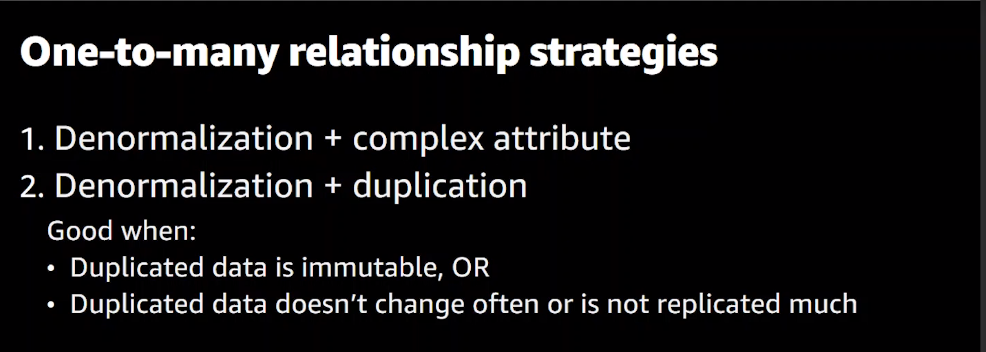 One-to-many relationship strategies
1. Denormalization + complex attribute
2. Denormalization + duplication
Good when:
• Duplicated data is immutable, OR
• Duplicated data doesn’t change often or is not replicated much